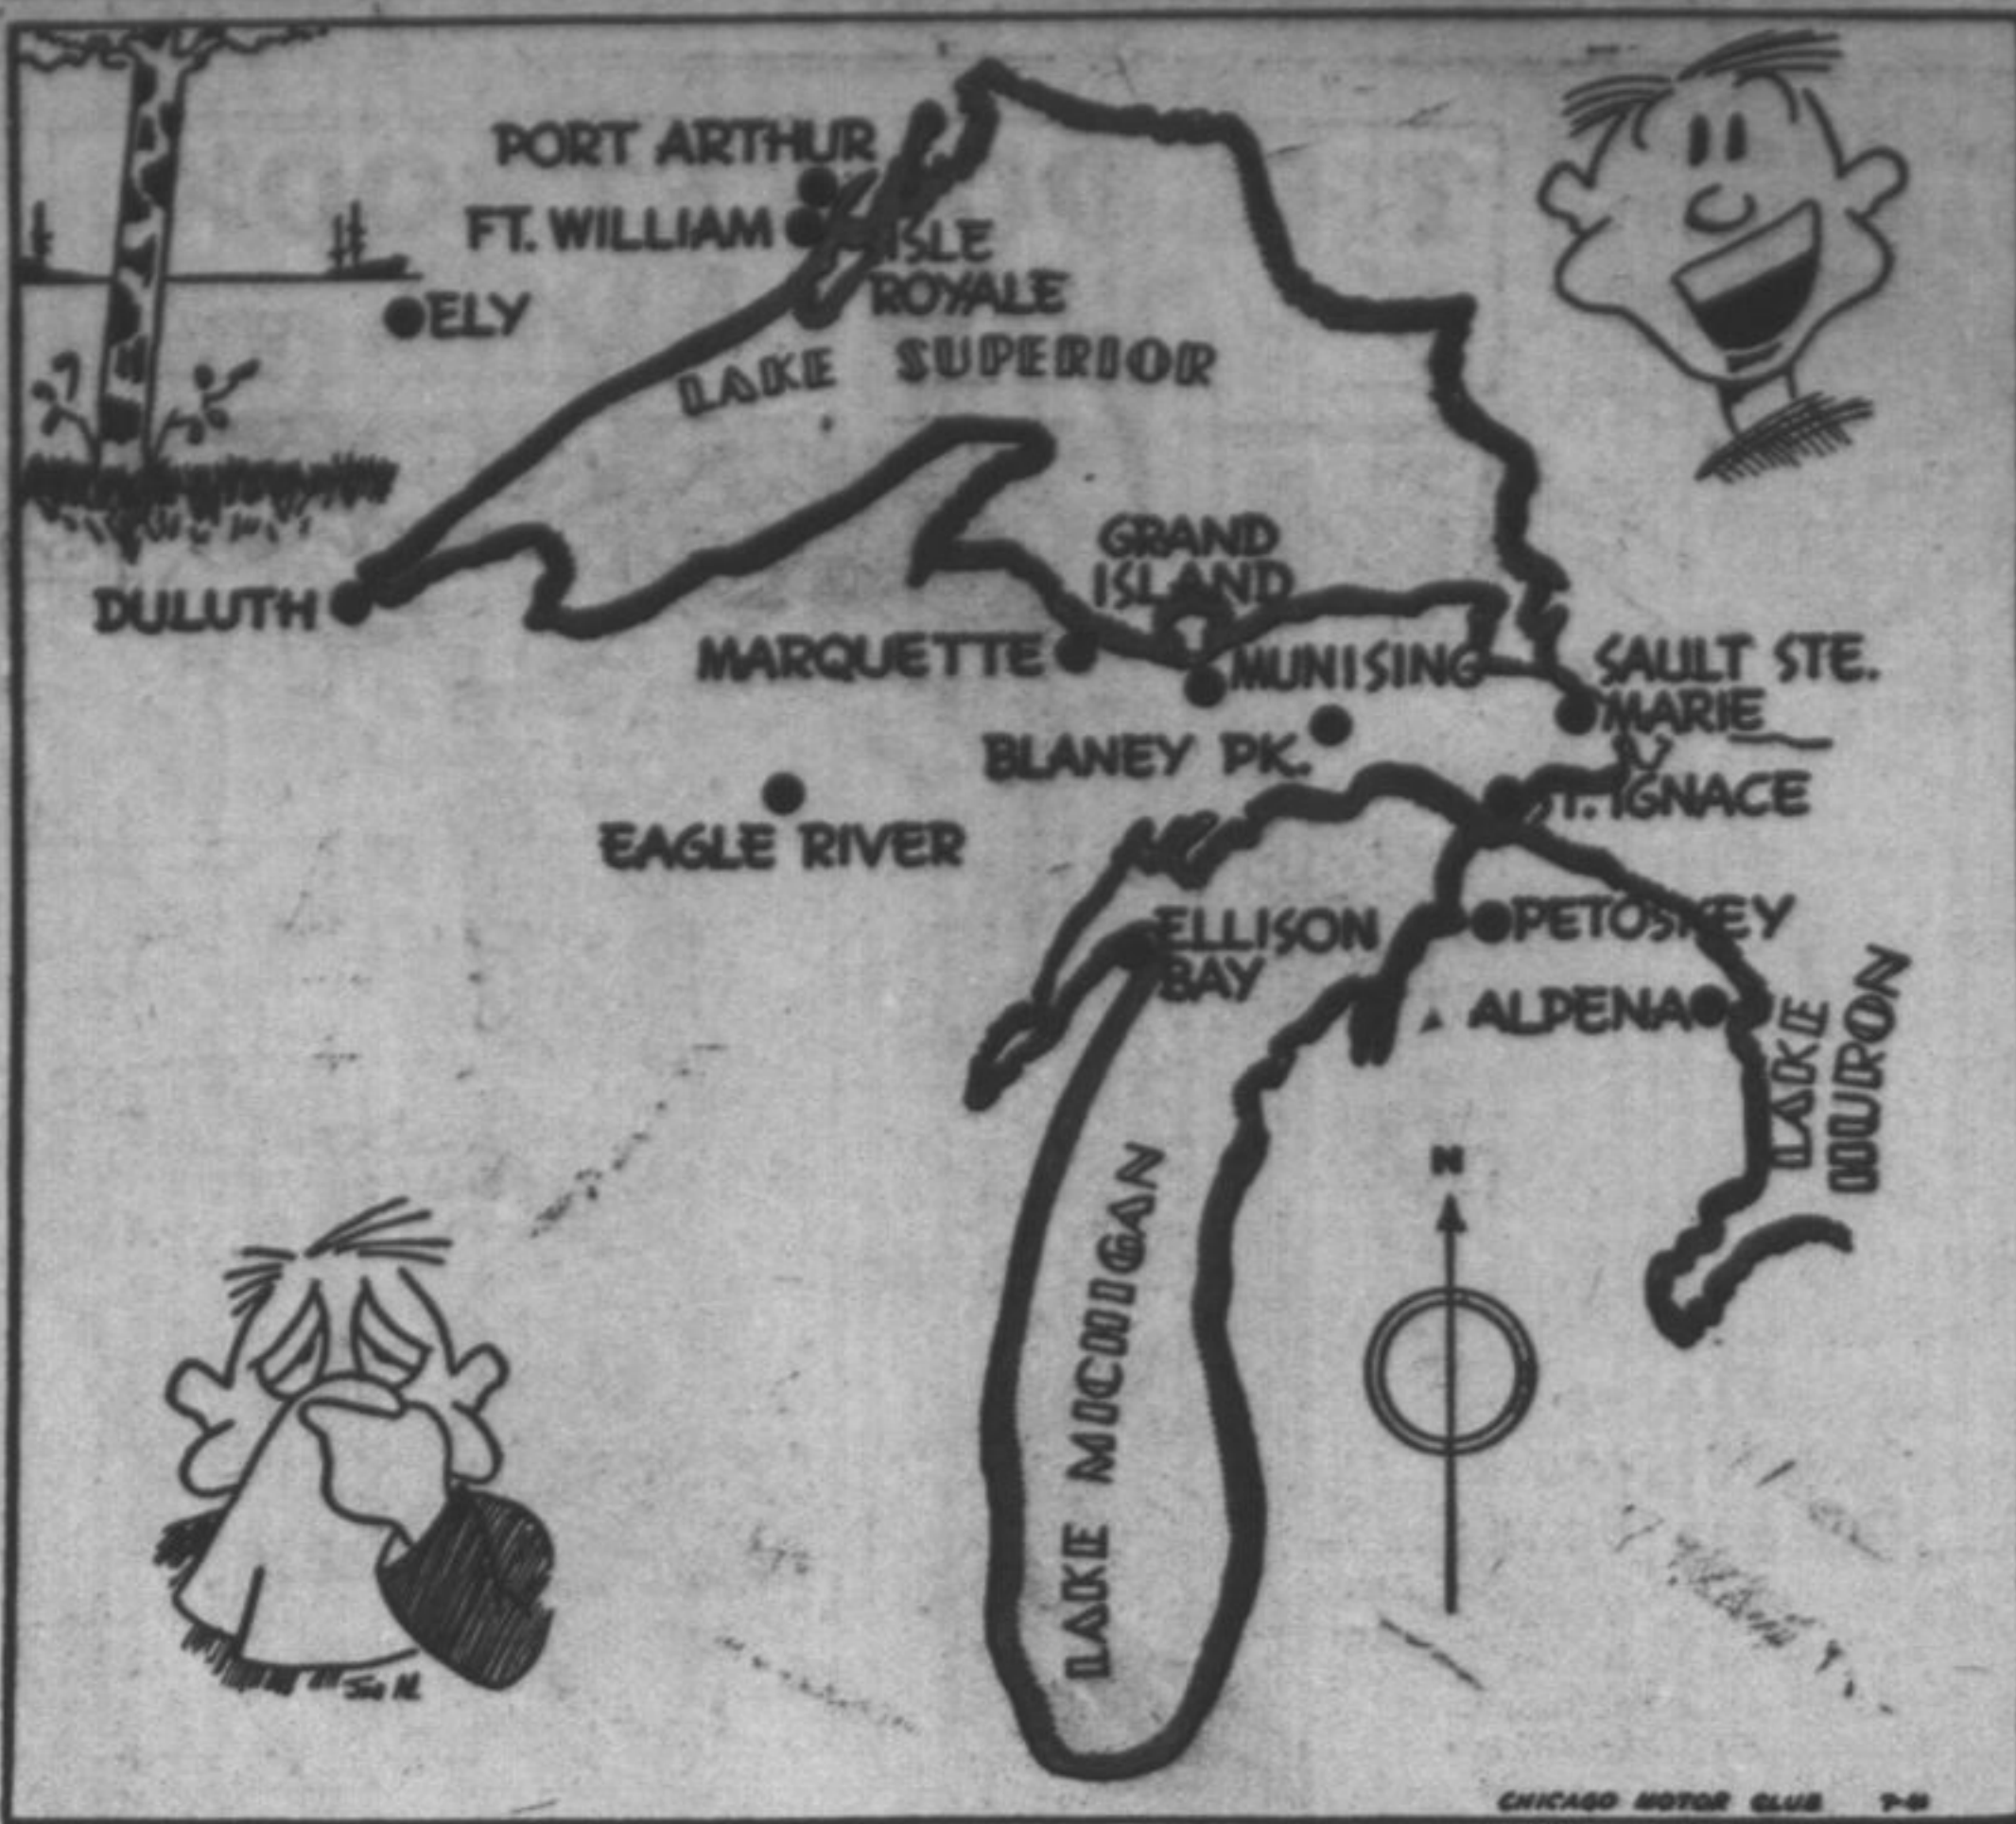 PORT ARTHUR
FT. WILLIAM
ISLE
ROYALE
ELY
LAKE SUPERIOR
GRAND
ISLAND
DULUTH
MARQUETTE
MUNISING
SAULT STE.
MARIE
BLANEY PK.
ST. IGNACE
EAGLE RIVER
ELLISON
BAY
PETOSKEY
ALPENA
LAKE
HURON
N
LAKE MICHIGAN
CHICAGO MOTOR CLUB